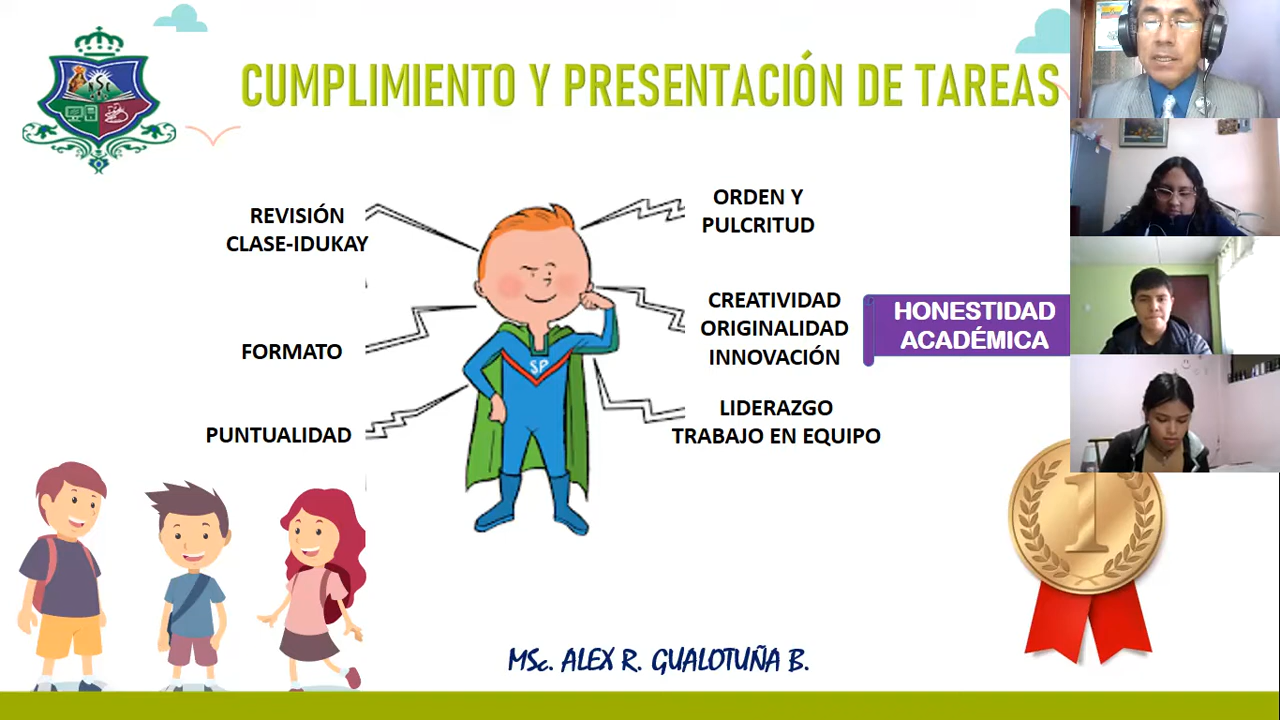 CUMPLIMIENTO Y PRESENTACIÓN DE TAREAS
REVISIÓN
CLASE-IDUKAY
FORMATO
PUNTUALIDAD
SP
ORDEN Y
PULCRITUD
CREATIVIDAD
ORIGINALIDAD
INNOVACIÓN
HONESTIDAD
ACADÉMICA
LIDERAZGO
TRABAJO EN EQUIPO
1
MSc. ALEX R. GUALOTUÑA B.